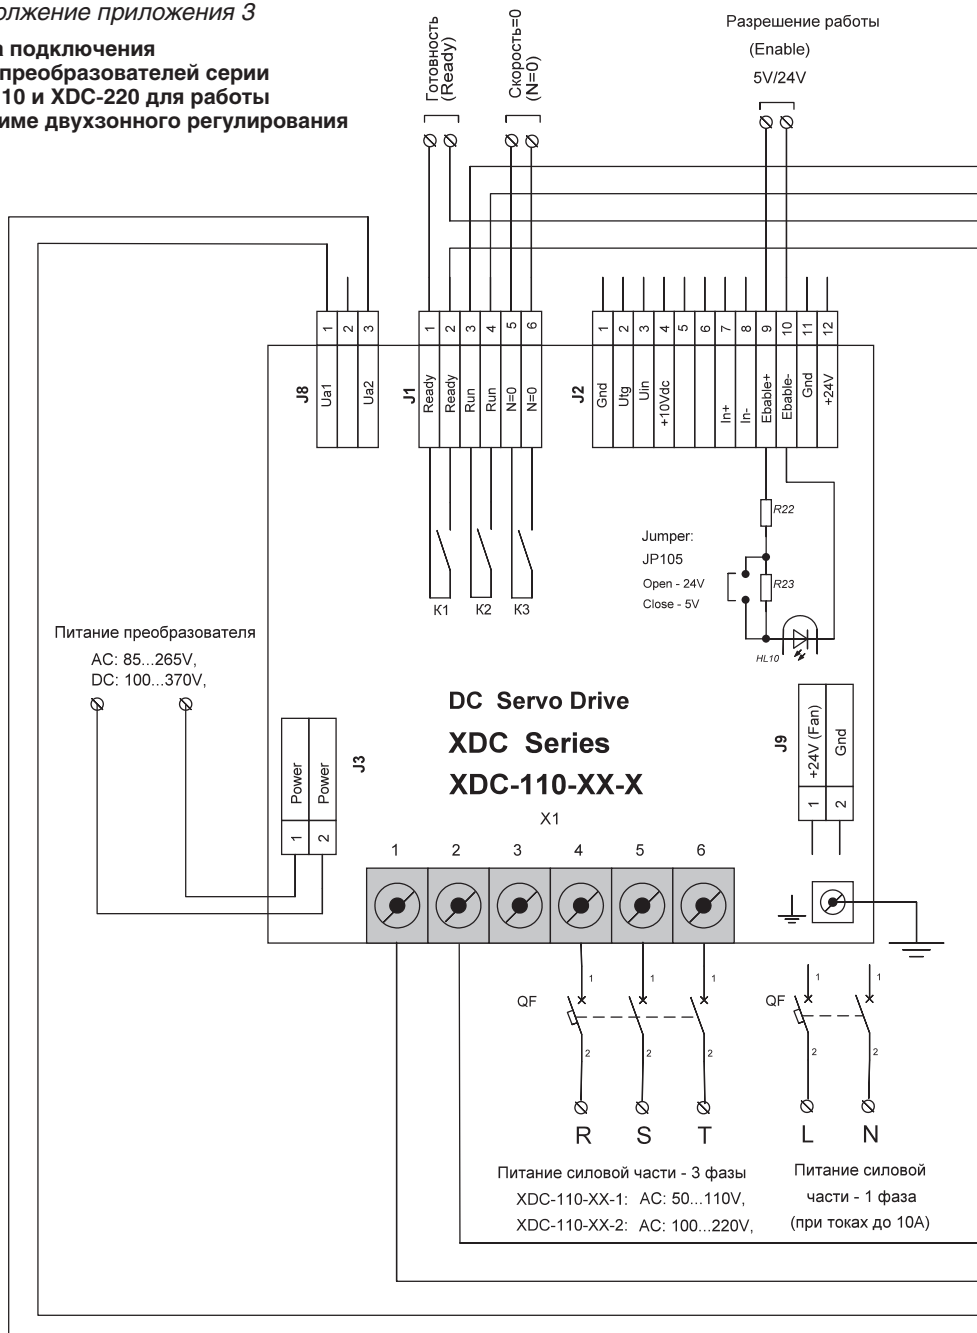 олжение приложения 3
а подключения
преобразователей серии
10 и XDC-220 для работы
име двухзонного регулирования
Готовность
(Ready)
Скорость=0
(N=0)
Разрешение работы
(Enable)
5V/24V
J8
1
2
3
Ua1
Ua2
J1
1
2
3
4
5
6
Ready
Ready
Run
Run
N=0
N=0
J2
1
2
3
4
5
6
7
8
9
10
11
12
Gnd
Utg
Uin
+10Vdc
In+
In-
Ebable+
Ebable-
Gnd
+24V
R22
Jumper:
JP105
Open - 24V
Close - 5V
R23
HL10
К1
К2
К3
Питание преобразователя
AC: 85...265V,
DC: 100...370V,
DC Servo Drive
XDC Series
XDC-110-XX-X
X1
J3
Power
Power
1
2
J9
+24V (Fan)
Gnd
1
2
1
2
3
4
5
6
QF
1
1
1
2
2
2
QF
1
1
2
2
R
S
T
L
N
Питание силовой части - 3 фазы
XDC-110-XX-1: AC: 50...110V,
XDC-110-XX-2: AC: 100...220V,
Питание силовой
части - 1 фаза
(при токах до 10А)